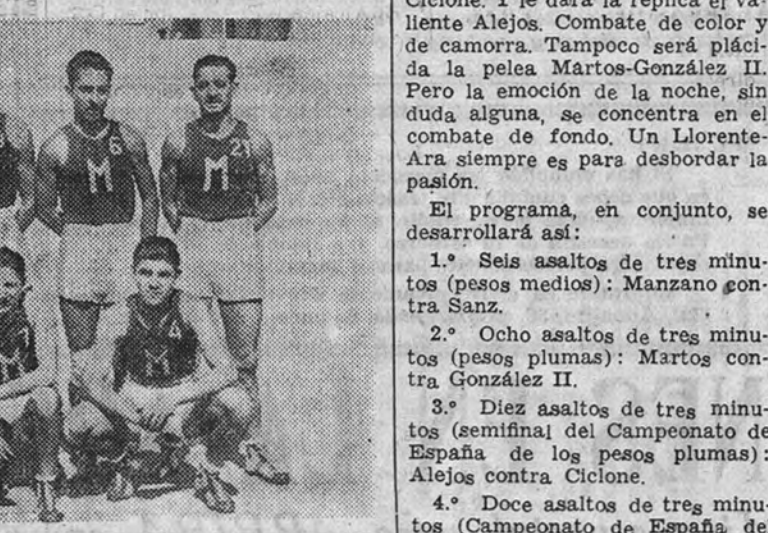 M 6
M 21
4
M
1
M
Ciclone. Y le dará la réplica el va-
liente Alejos. Combate de color y
de camorra. Tampoco será pláci-
da la pelea Martos-González II.
Pero la emoción de la noche, sin
duda alguna, se concentra en el
combate de fondo. Un Llorente-
Ara siempre es para desbordar la
pasión.
El programa, en conjunto, se
desarrollará así:
1.º Seis asaltos de tres minu-
tos (pesos medios): Manzano con-
tra Sanz.
2.º Ocho asaltos de tres minu-
tos (pesos plumas): Martos con-
tra González II.
3.º Diez asaltos de tres minu-
tos (semifinal del Campeonato de
España de los pesos plumas):
Alejos contra Ciclone.
4.º Doce asaltos de tres minu-
tos (Campeonato de España de